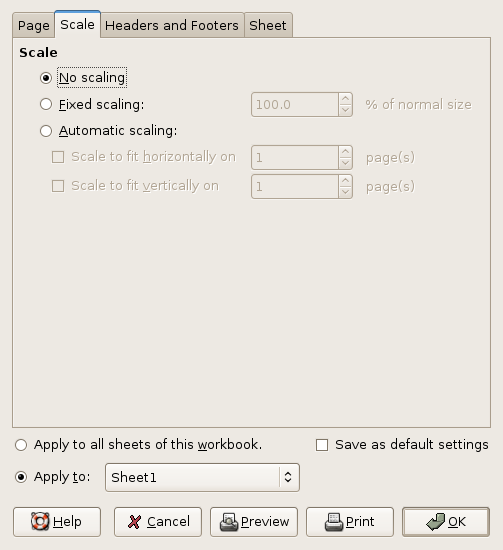 Page Scale Headers and Footers Sheet
Scale
No scaling
Fixed scaling: 100.0 % of normal size
Automatic scaling:
Scale to fit horizontally on 1 page(s)
Scale to fit vertically on 1 page(s)
Apply to all sheets of this workbook. Save as default settings
Apply to: Sheet1
Help Cancel Preview Print OK